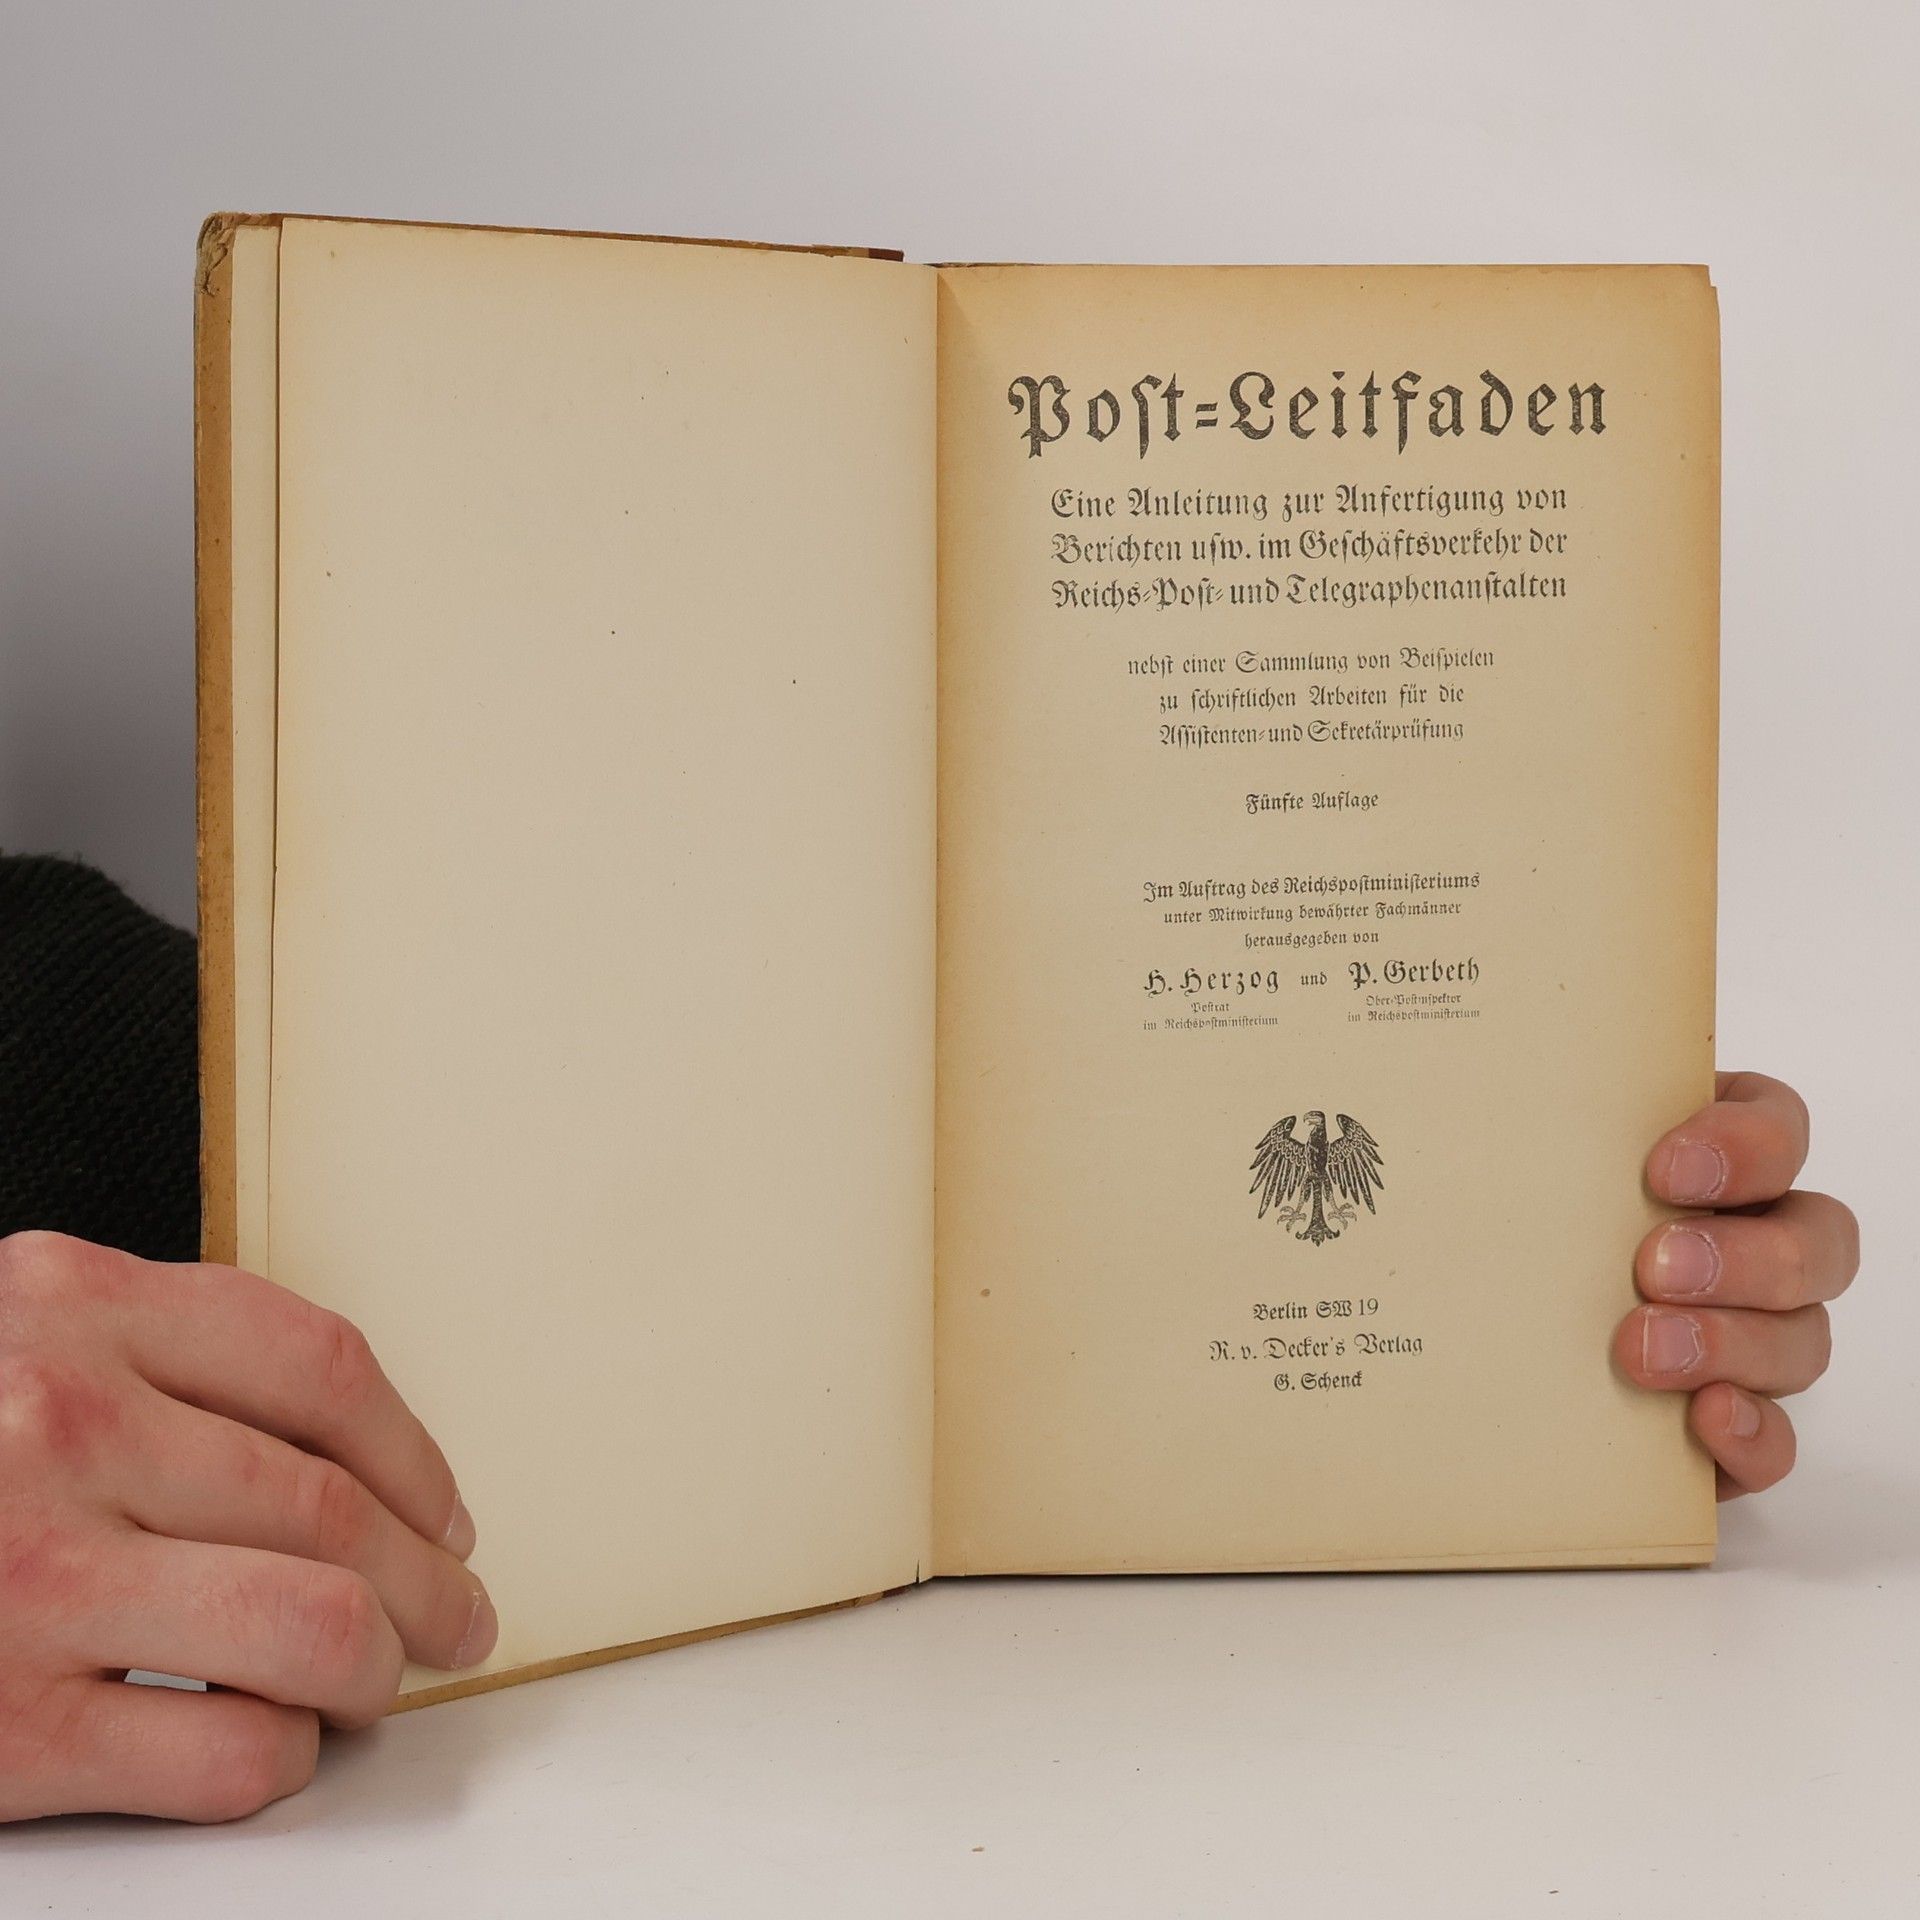 Poſt-Leitfaden
Eine Anleitung zur Anfertigung von
Berichten uſw. im Geſchäftsverkehr der
Reichs-Poſt- und Telegraphenanſtalten
nebſt einer Sammlung von Beiſpielen
zu ſchriftlichen Arbeiten für die
Aſſiſtenten- und Sekretärprüfung
Fünfte Auflage
Im Auftrag des Reichspoſtminiſteriums
unter Mitwirkung bewährter Fachmänner
herausgegeben von
H. Herzog und P. Gerbeth
Poſtrat Ober-Poſtinſpektor
im Reichspoſtminiſterium im Reichspoſtminiſterium
Berlin SW 19
R. v. Decker's Verlag
G. Schenck